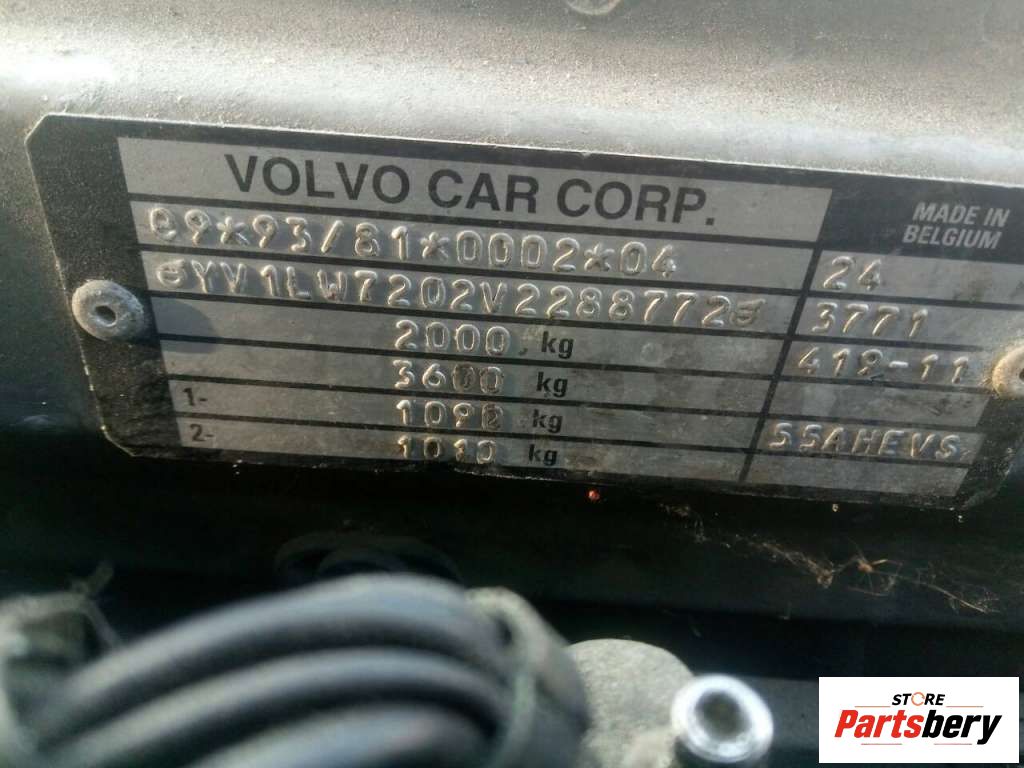 VOLVO CAR CORP.
MADE IN
BELGIUM
e9*93/81*0002*04
24
YV1LW7202V2288772
3771
2000 kg
419-11
3600 kg
1- 1090 kg
55AHEVS
2- 1010 kg
STORE
Partsbery